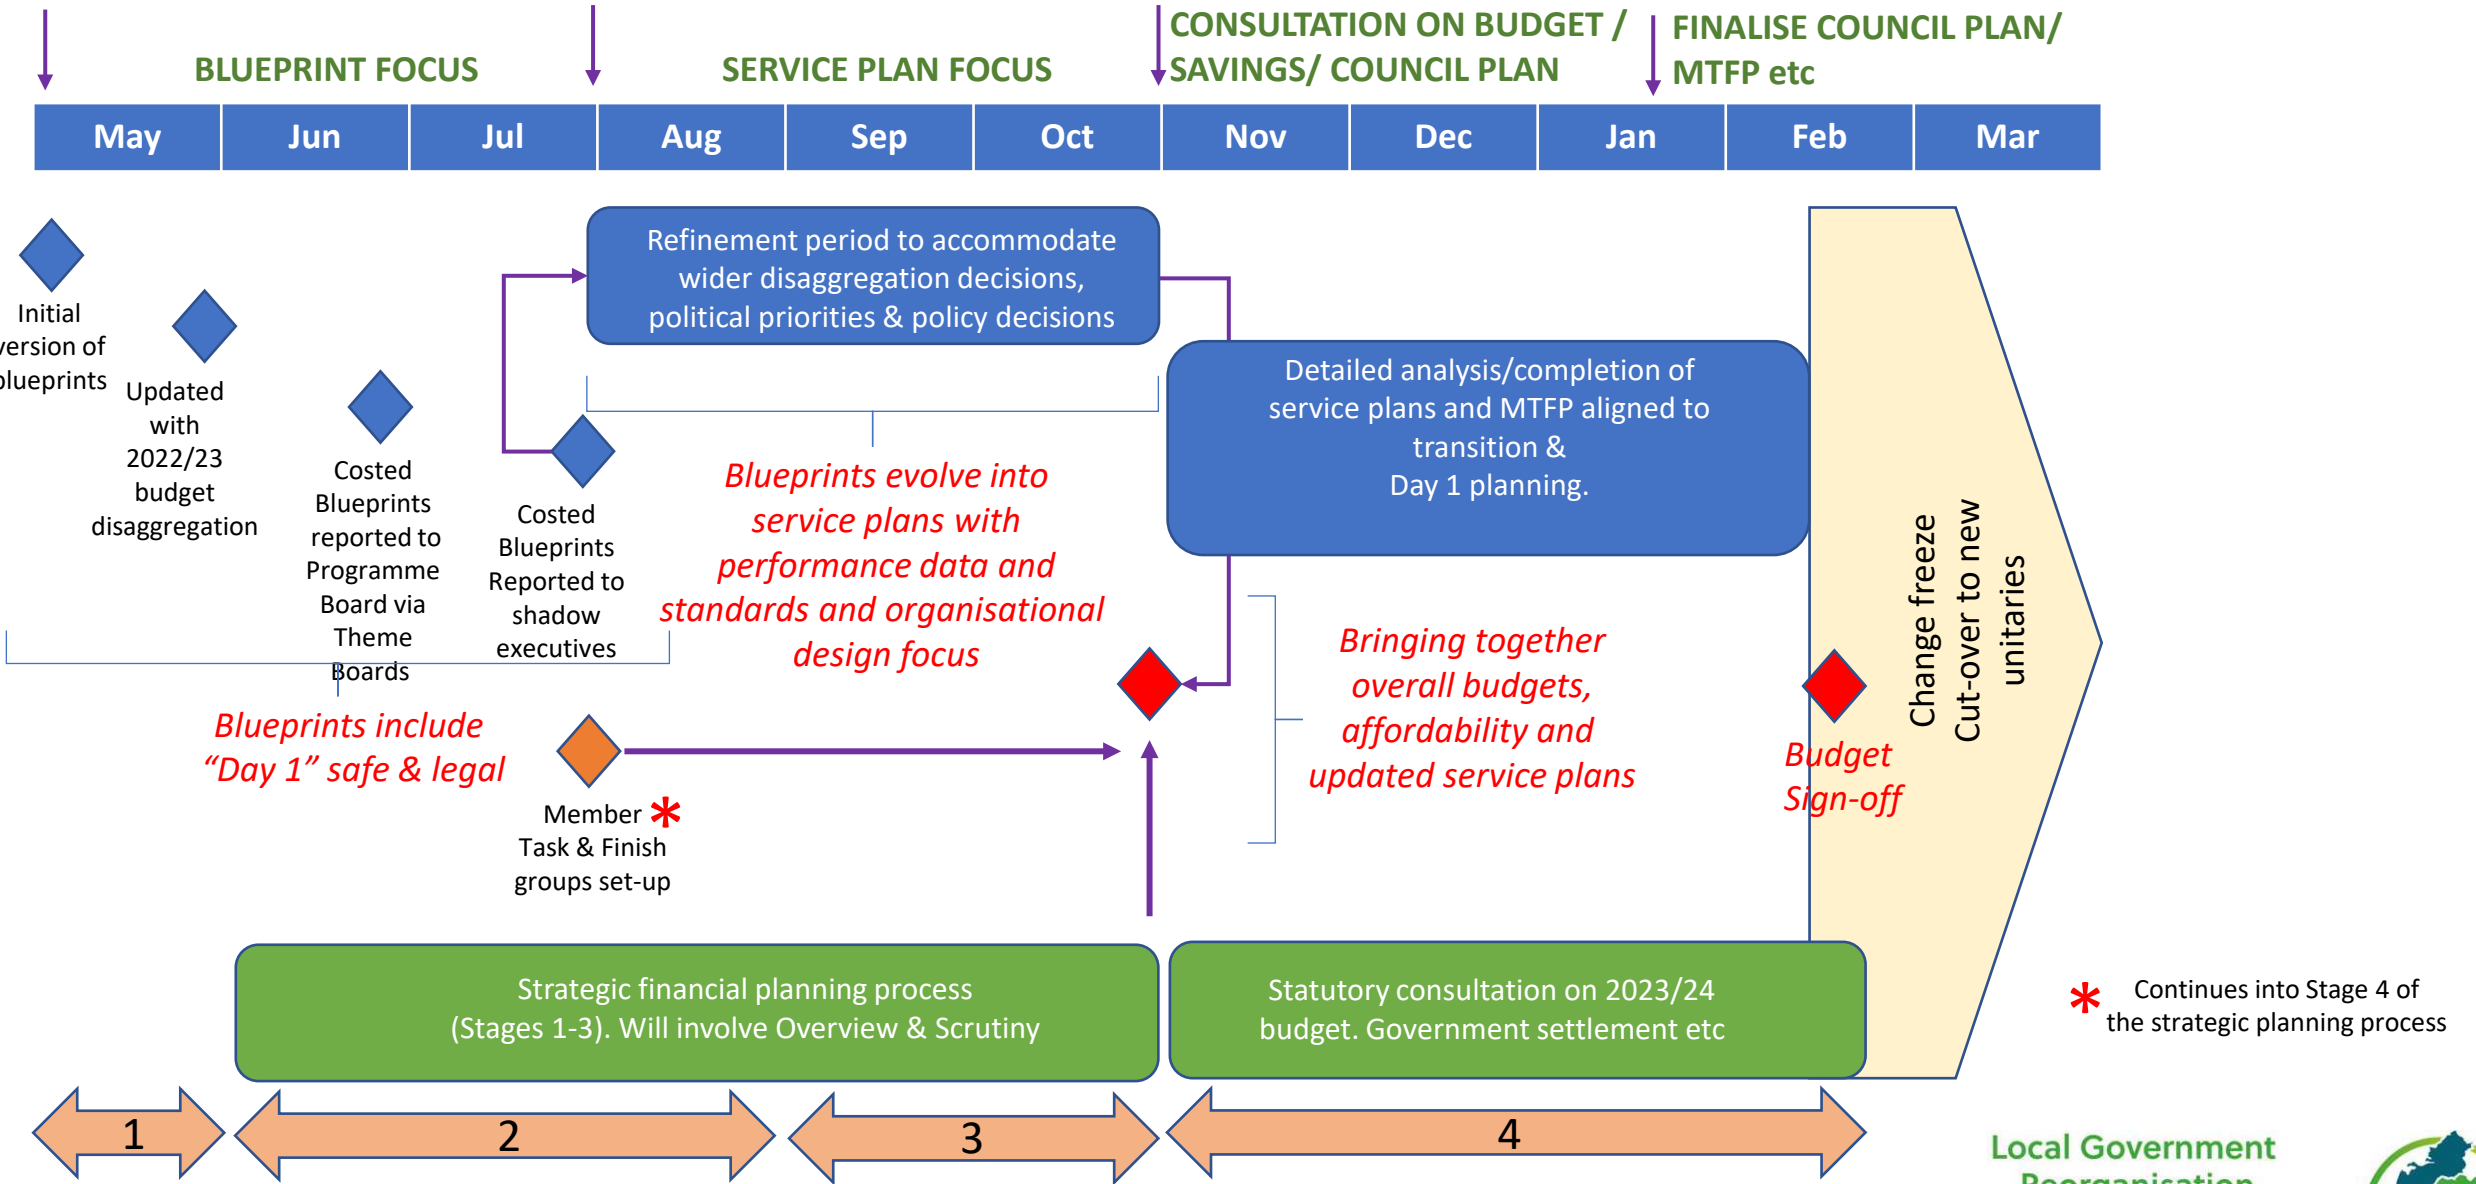 BLUEPRINT FOCUS
SERVICE PLAN FOCUS
CONSULTATION ON BUDGET /
SAVINGS/ COUNCIL PLAN
FINALISE COUNCIL PLAN/
MTFP etc
May
Jun
Jul
Aug
Sep
Oct
Nov
Dec
Jan
Feb
Mar
Initial
version of
blueprints
Updated
with
2022/23
budget
disaggregation
Costed
Blueprints
reported to
Programme
Board via
Theme
Boards
Costed
Blueprints
Reported to
shadow
executives
Refinement period to accommodate
wider disaggregation decisions,
political priorities & policy decisions
Detailed analysis/completion of
service plans and MTFP aligned to
transition &
Day 1 planning.
Blueprints evolve into
service plans with
performance data and
standards and organisational
design focus
Blueprints include
“Day 1” safe & legal
Member *
Task & Finish
groups set-up
Bringing together
overall budgets,
affordability and
updated service plans
Budget
Sign-off
Change freeze
Cut-over to new
unitaries
Strategic financial planning process
(Stages 1-3). Will involve Overview & Scrutiny
Statutory consultation on 2023/24
budget. Government settlement etc
* Continues into Stage 4 of
the strategic planning process
1
2
3
4
Local Government
Reorganisation